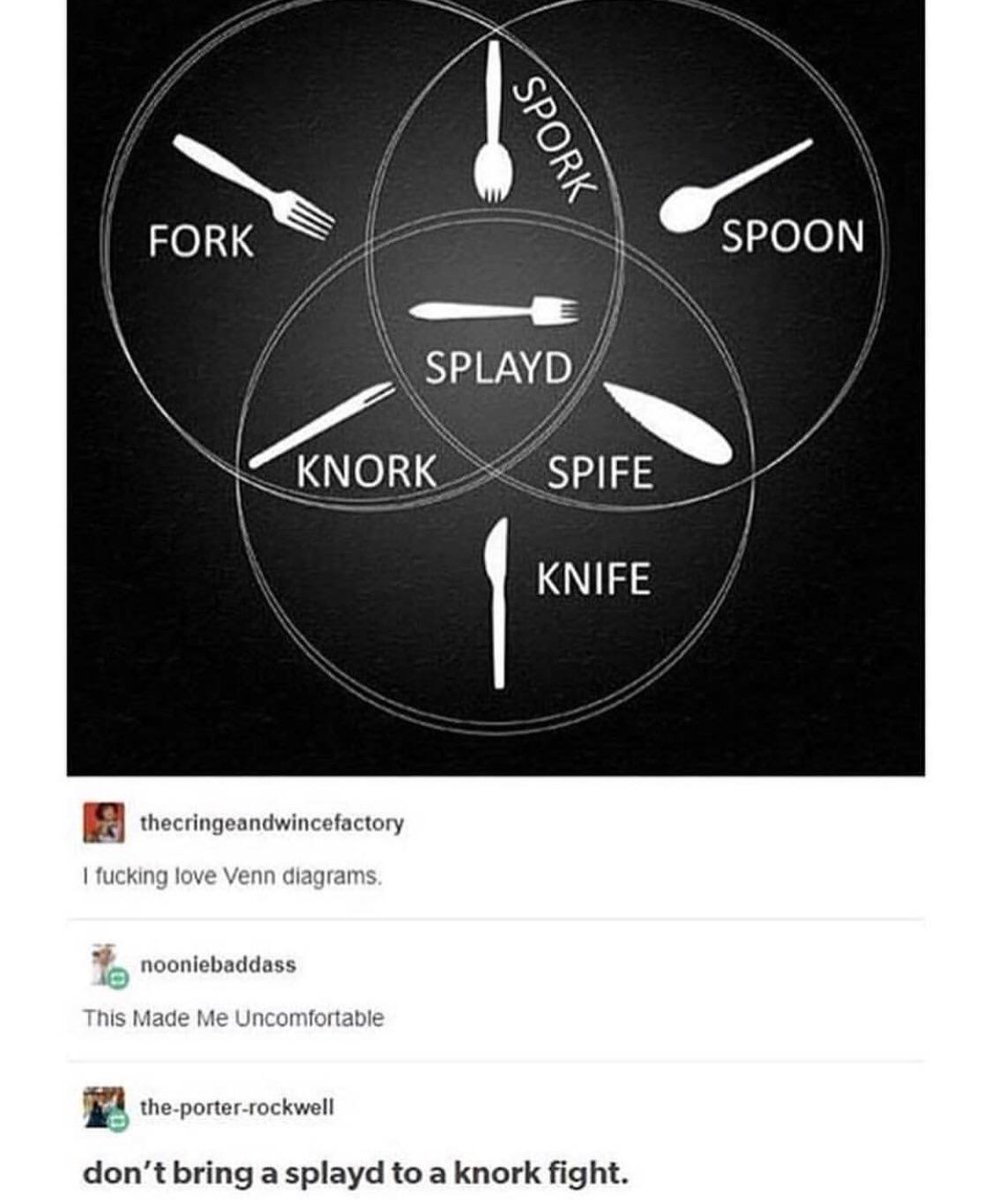 SPORK
FORK
SPOON
SPLAYD
KNORK
SPIFE
KNIFE
thecringeandwincefactory
I fucking love Venn diagrams.
nooniebaddass
This Made Me Uncomfortable
the-porter-rockwell
don't bring a splayd to a knork fight.